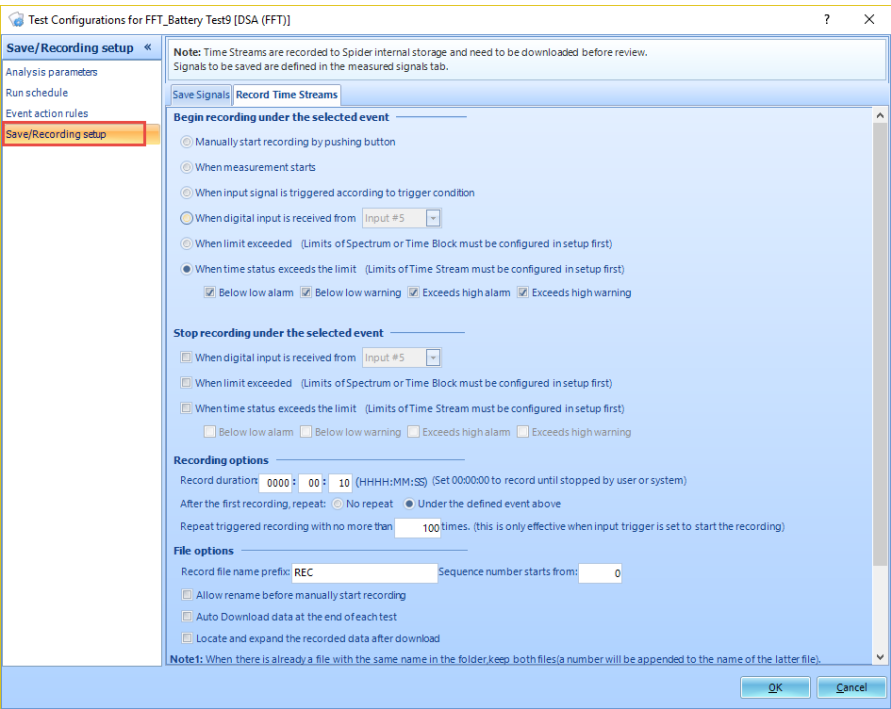 Test Configurations for FFT_Battery Test9 [DSA (FFT)]
?
Save/Recording setup «
Analysis parameters
Run schedule
Event action rules
Save/Recording setup
Note: Time Streams are recorded to Spider internal storage and need to be downloaded before review.
Signals to be saved are defined in the measured signals tab.
Save Signals Record Time Streams
Begin recording under the selected event
Manually start recording by pushing button
When measurement starts
When input signal is triggered according to trigger condition
When digital input is received from Input #5
When limit exceeded (Limits of Spectrum or Time Block must be configured in setup first)
When time status exceeds the limit (Limits of Time Stream must be configured in setup first)
Below low alarm Below low warning Exceeds high alarm Exceeds high warning
Stop recording under the selected event
When digital input is received from Input #5
When limit exceeded (Limits of Spectrum or Time Block must be configured in setup first)
When time status exceeds the limit (Limits of Time Stream must be configured in setup first)
Below low alarm Below low warning Exceeds high alarm Exceeds high warning
Recording options
Record duration: 0000 : 00 : 10 (HHHH:MM:SS) (Set 00:00:00 to record until stopped by user or system)
After the first recording, repeat: No repeat Under the defined event above
Repeat triggered recording with no more than 100 times. (this is only effective when input trigger is set to start the recording)
File options
Record file name prefix: REC Sequence number starts from: 0
Allow rename before manually start recording
Auto Download data at the end of each test
Locate and expand the recorded data after download
Note1: When there is already a file with the same name in the folder,keep both files(a number will be appended to the name of the latter file).
OK Cancel